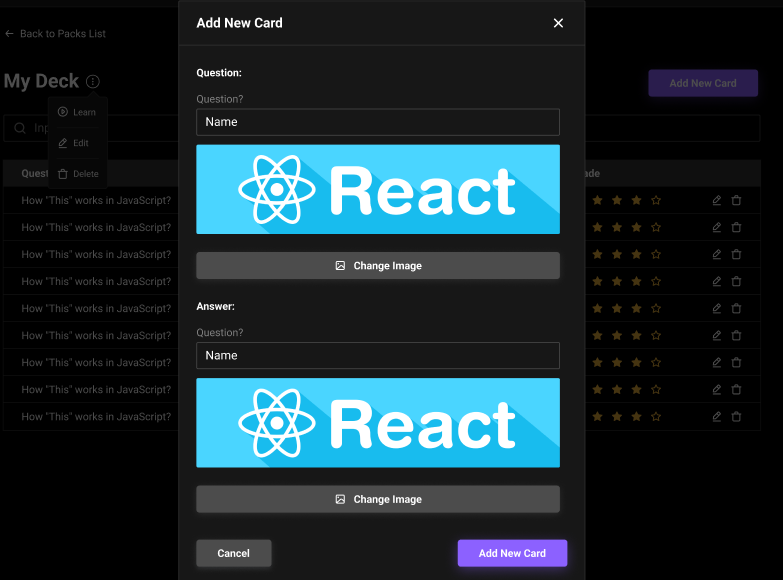 Add New Card
Back to Packs List
Question:
My Deck
Add New Card
Question?
Learn
Name
Inp
Edit
React
Quest
Delete
ade
How "This" works in JavaScript?
How "This" works in JavaScript?
How "This" works in JavaScript?
Change Image
How "This" works in JavaScript?
How "This" works in JavaScript?
Answer:
How "This" works in JavaScript?
Question?
Name
How "This" works in JavaScript?
How "This" works in JavaScript?
How "This" works in JavaScript?
React
Change Image
Cancel
Add New Card